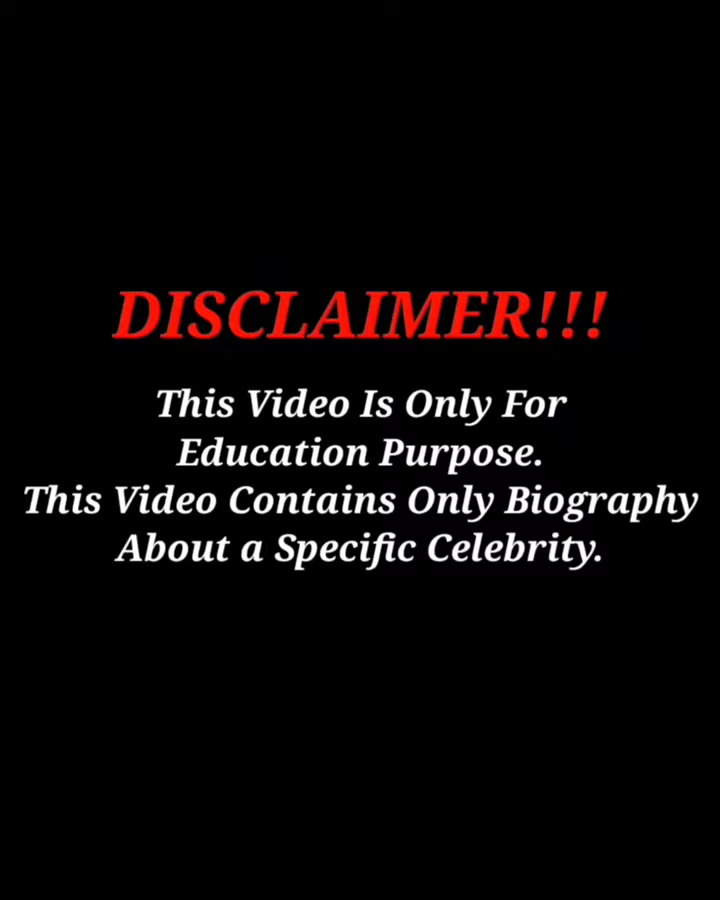 DISCLAIMER!!!
This Video Is Only For
Education Purpose.
This Video Contains Only Biography
About a Specific Celebrity.